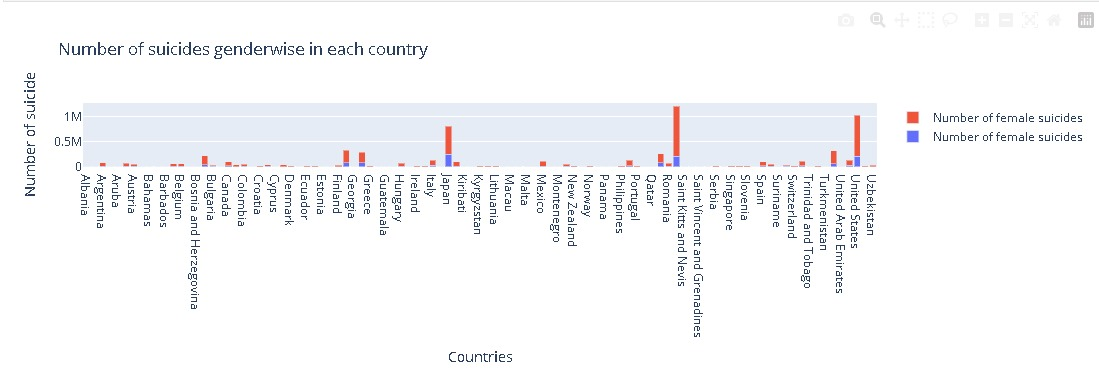 Number of suicides genderwise in each country
Number of suicide
1M
0.5M
0
Number of female suicides
Number of female suicides
Albania
Argentina
Aruba
Austria
Bahamas
Barbados
Belgium
Bosnia and Herzegovina
Bulgaria
Canada
Colombia
Croatia
Cyprus
Denmark
Ecuador
Estonia
Finland
Georgia
Greece
Guatemala
Hungary
Ireland
Italy
Japan
Kiribati
Kyrgyzstan
Lithuania
Macau
Malta
Mexico
Montenegro
New Zealand
Norway
Panama
Philippines
Portugal
Qatar
Romania
Saint Kitts and Nevis
Saint Vincent and Grenadines
Serbia
Singapore
Slovenia
Spain
Suriname
Switzerland
Trinidad and Tobago
Turkmenistan
United Arab Emirates
United States
Uzbekistan
Countries